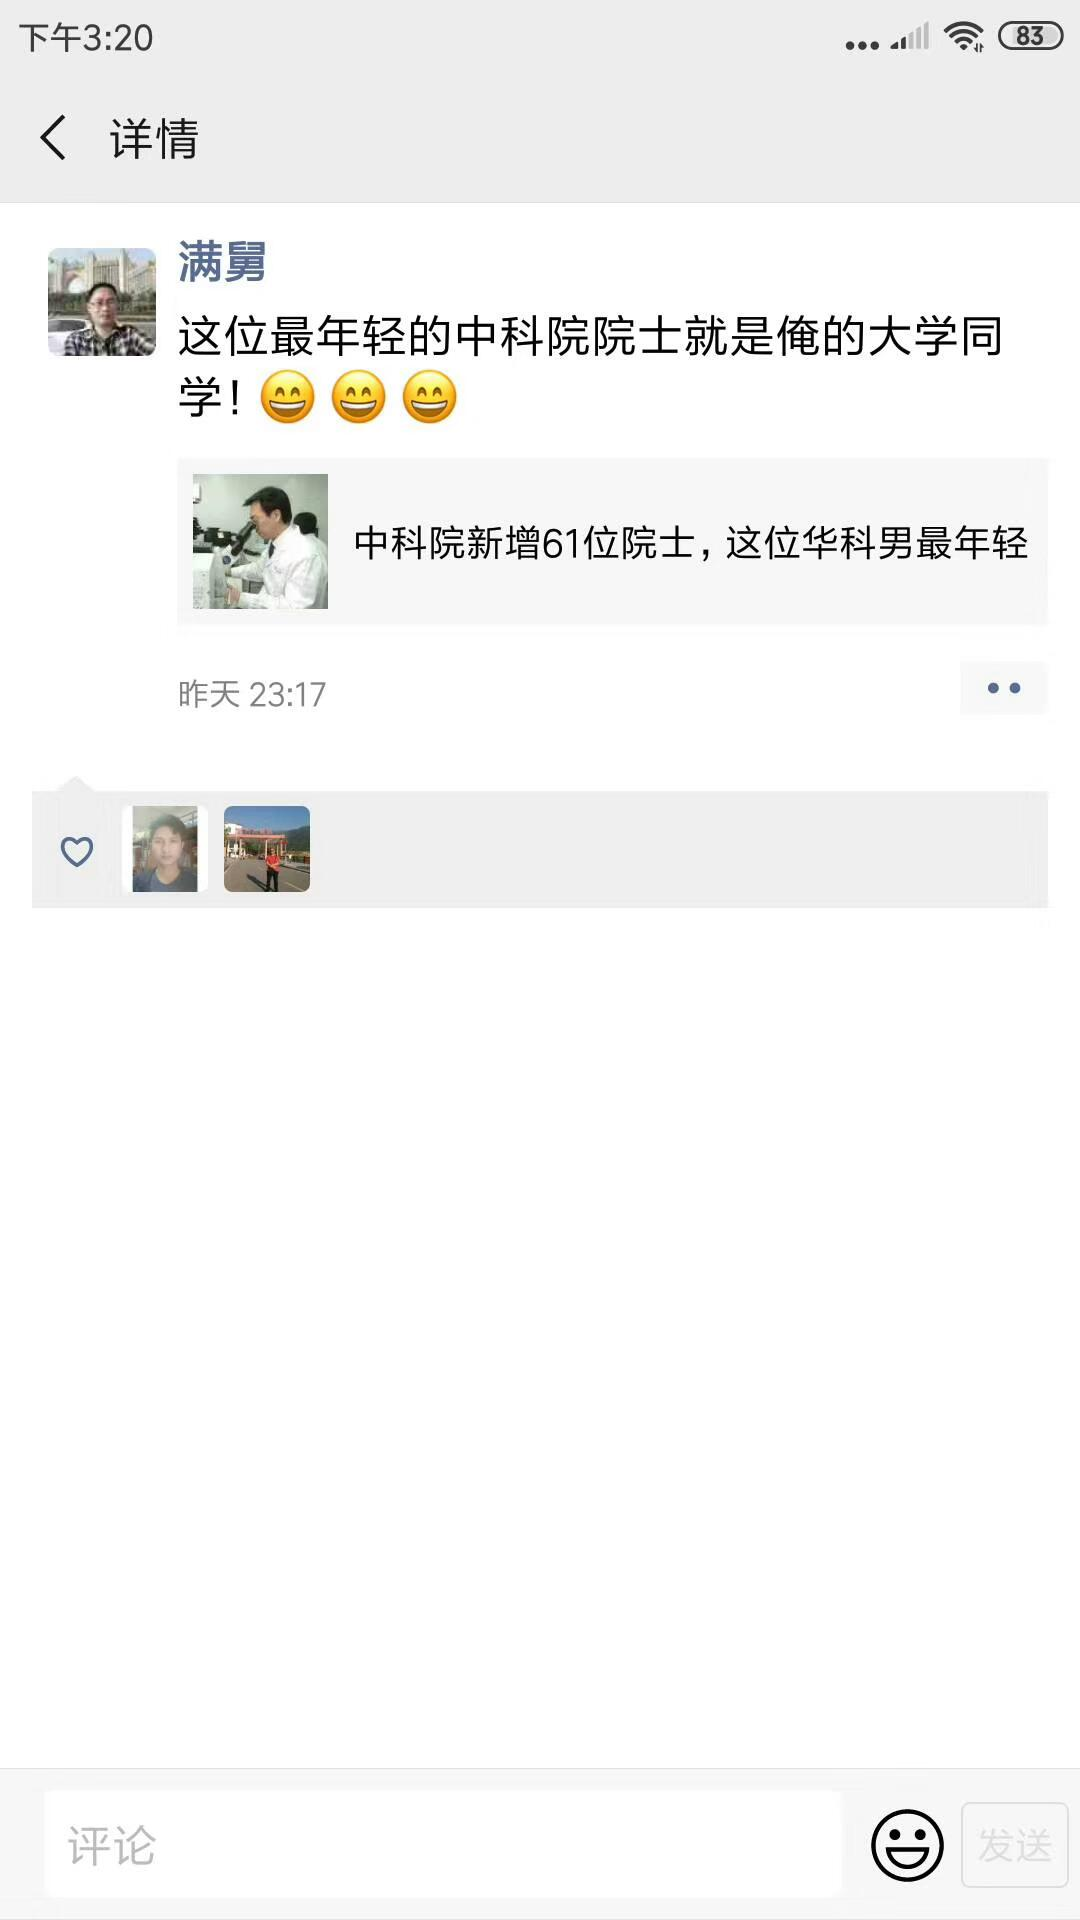 下午3:20
83
详情
满舅
这位最年轻的中科院院士就是俺的大学同
学！😄😄😄
中科院新增61位院士，这位华科男最年轻
昨天 23:17
评论
发送